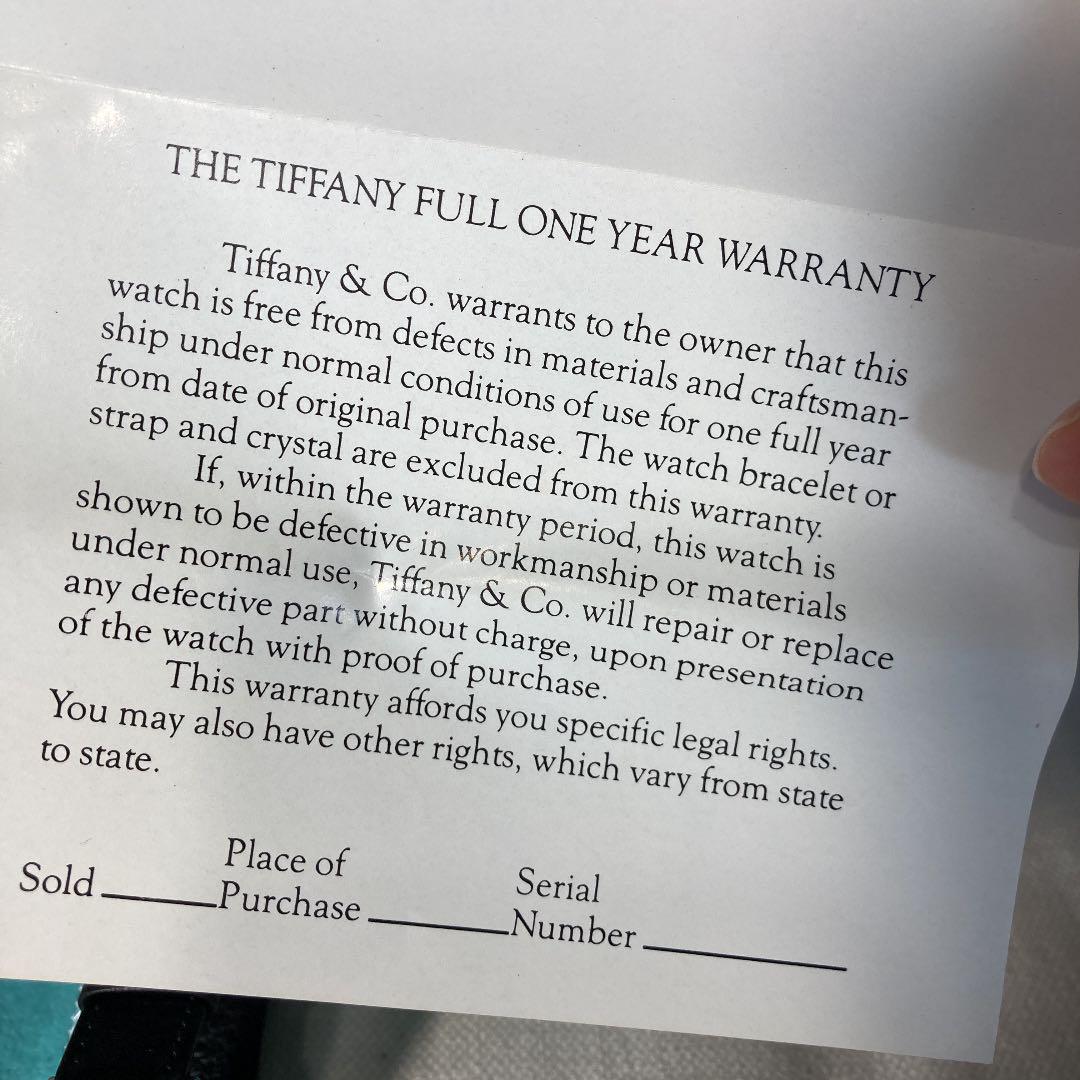 THE TIFFANY FULL ONE YEAR WARRANTY
Tiffany & Co. warrants to the owner that this
watch is free from defects in materials and craftsman-
ship under normal conditions of use for one full year
from date of original purchase. The watch bracelet or
strap and crystal are excluded from this warranty.
If, within the warranty period, this watch is
shown to be defective in workmanship or materials
under normal use, Tiffany & Co. will repair or replace
any defective part without charge, upon presentation
of the watch with proof of purchase.
This warranty affords you specific legal rights.
You may also have other rights, which vary from state
to state.
Place of
Serial
Sold Purchase Number